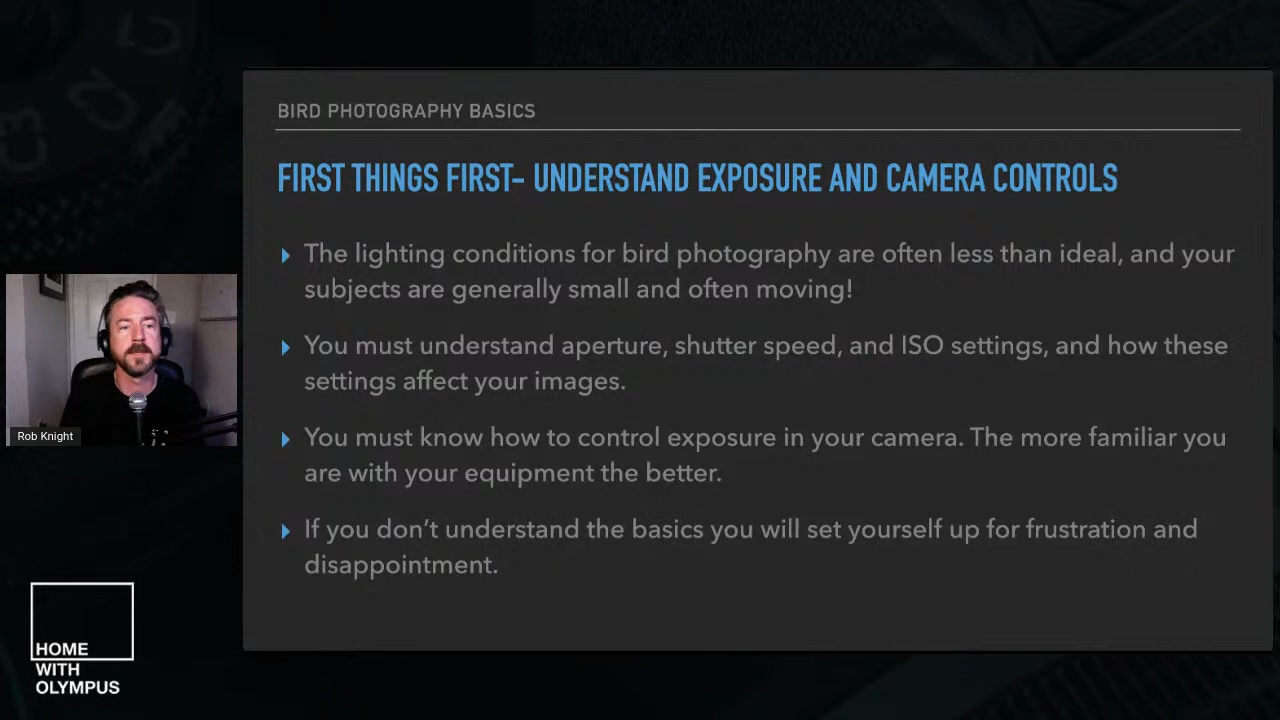 BIRD PHOTOGRAPHY BASICS
FIRST THINGS FIRST- UNDERSTAND EXPOSURE AND CAMERA CONTROLS
The lighting conditions for bird photography are often less than ideal, and your
subjects are generally small and often moving!
You must understand aperture, shutter speed, and ISO settings, and how these
settings affect your images.
You must know how to control exposure in your camera. The more familiar you
are with your equipment the better.
If you don’t understand the basics you will set yourself up for frustration and
disappointment.
Rob Knight
HOME
WITH
OLYMPUS